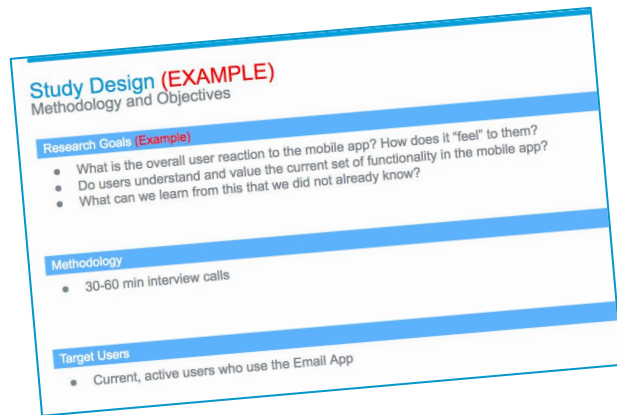 Study Design (EXAMPLE)
Methodology and Objectives
Research Goals (Example)
● What is the overall user reaction to the mobile app? How does it “feel” to them?
● Do users understand and value the current set of functionality in the mobile app?
● What can we learn from this that we did not already know?
Methodology
● 30-60 min interview calls
Target Users
● Current, active users who use the Email App